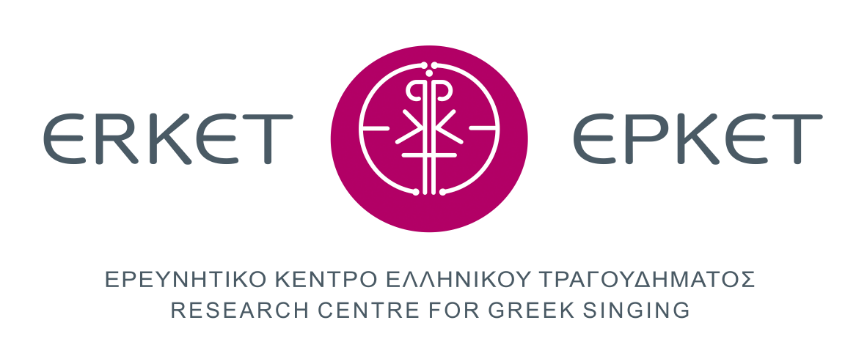 ERKET ΕΡΚΕΤ
ΕΡΕΥΝΗΤΙΚΟ ΚΕΝΤΡΟ ΕΛΛΗΝΙΚΟΥ ΤΡΑΓΟΥΔΗΜΑΤΟΣ
RESEARCH CENTRE FOR GREEK SINGING